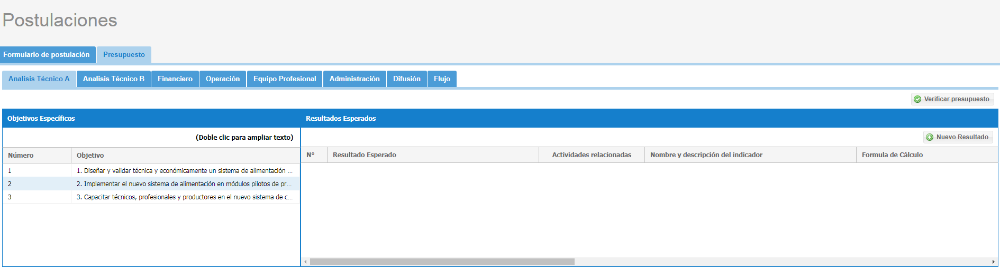 Postulaciones
Formulario de postulación Presupuesto
Analisis Técnico A Analisis Técnico B Financiero Operación Equipo Profesional Administración Difusión Flujo
Verificar presupuesto
Objetivos Específicos Resultados Esperados
(Doble clic para ampliar texto) Nuevo Resultado
Número Objetivo Nº Resultado Esperado Actividades relacionadas Nombre y descripción del indicador Formula de Cálculo
1 1. Diseñar y validar técnica y económicamente un sistema de alimentación ...
2 2. Implementar el nuevo sistema de alimentación en módulos pilotos de pr...
3 3. Capacitar técnicos, profesionales y productores en el nuevo sistema de c...